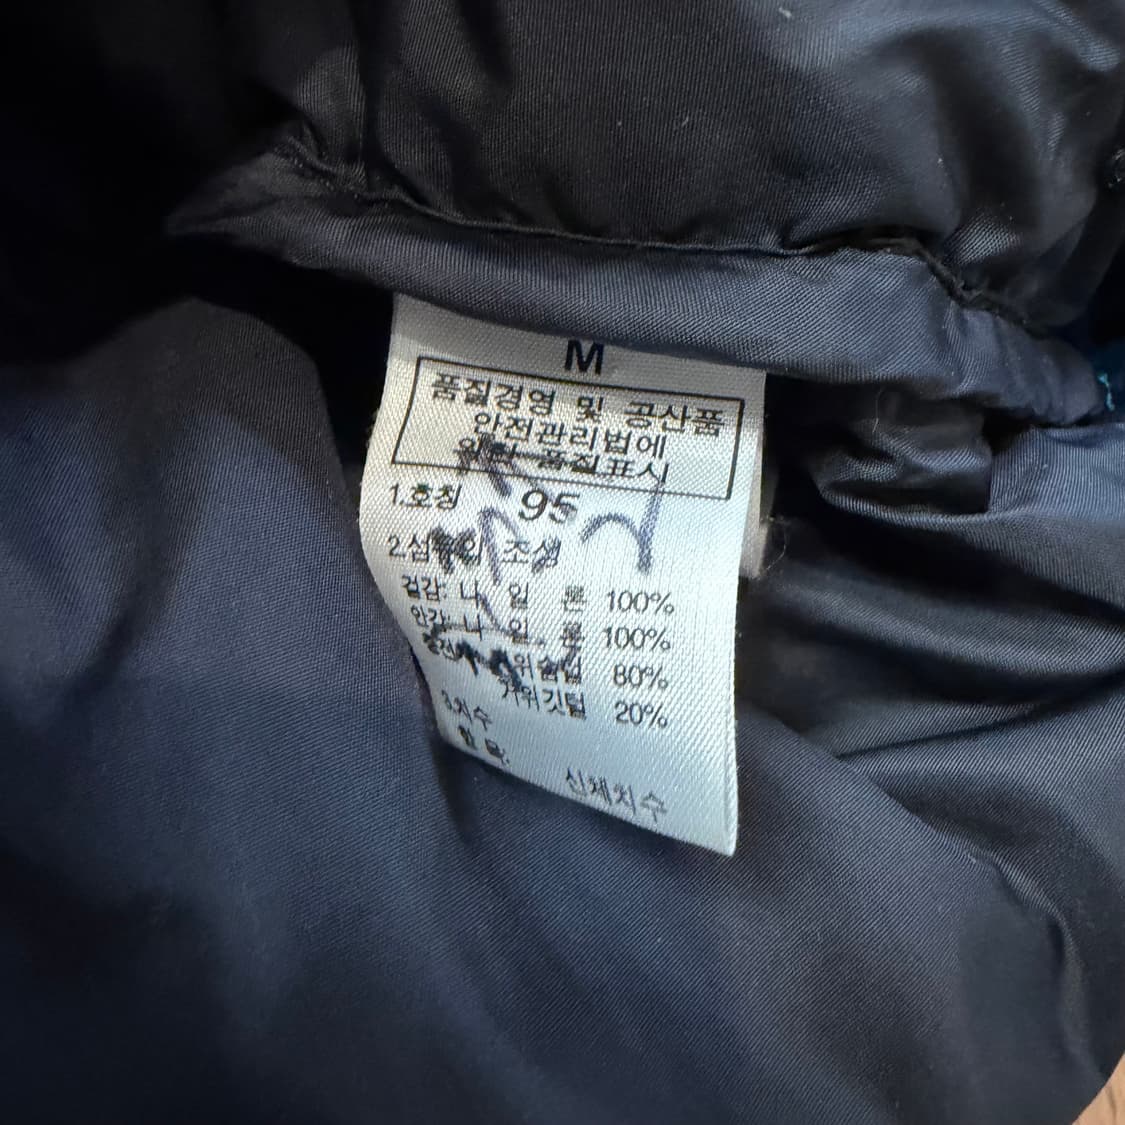 M
품질경영 및 공산품
안전관리법에
의한 품질표시
1.호칭 95
2.섬유의 조성
겉감 나 일 론 100%
안감 나 일 론 100%
충전재 거위솜털 80%
거위깃털 20%
3.치수
항 목
신체치수